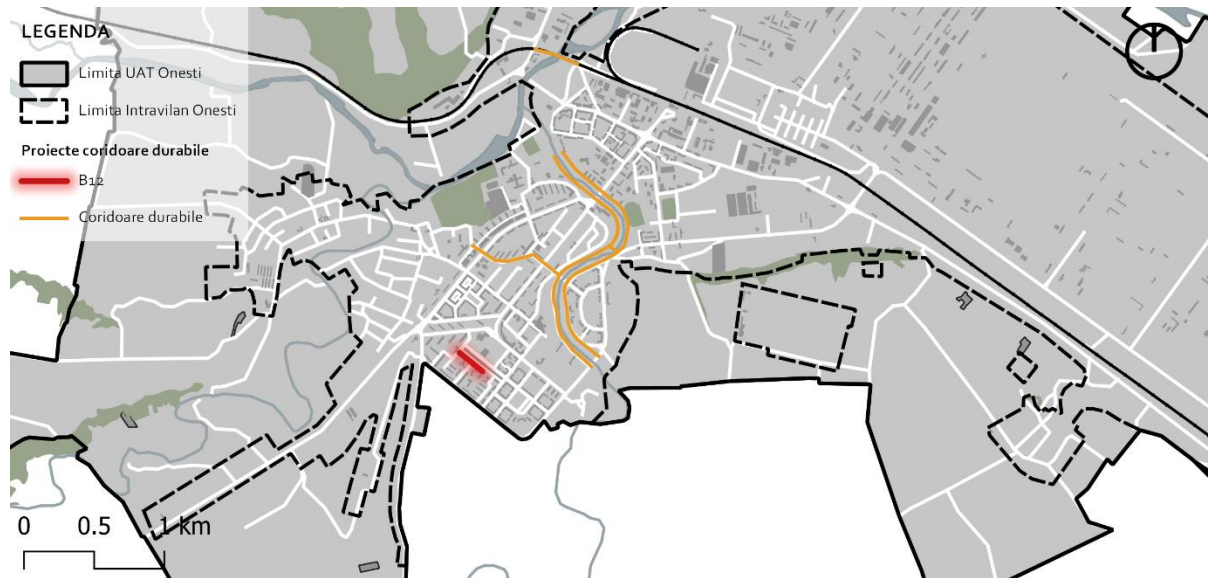 LEGENDA
Limita UAT Onesti
Limita Intravilan Onesti
Proiecte coridoare durabile
B12
Coridoare durabile
0 0.5 1 km